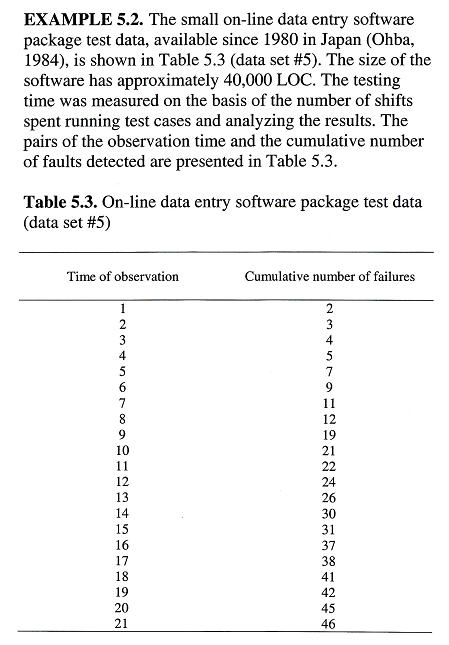 EXAMPLE 5.2. The small on-line data entry software
package test data, available since 1980 in Japan (Ohba,
1984), is shown in Table 5.3 (data set #5). The size of the
software has approximately 40,000 LOC. The testing
time was measured on the basis of the number of shifts
spent running test cases and analyzing the results. The
pairs of the observation time and the cumulative number
of faults detected are presented in Table 5.3.
Table 5.3. On-line data entry software package test data
(data set #5)
Time of observation Cumulative number of failures
1 2
2 3
3 4
4 5
5 7
6 9
7 11
8 12
9 19
10 21
11 22
12 24
13 26
14 30
15 31
16 37
17 38
18 41
19 42
20 45
21 46